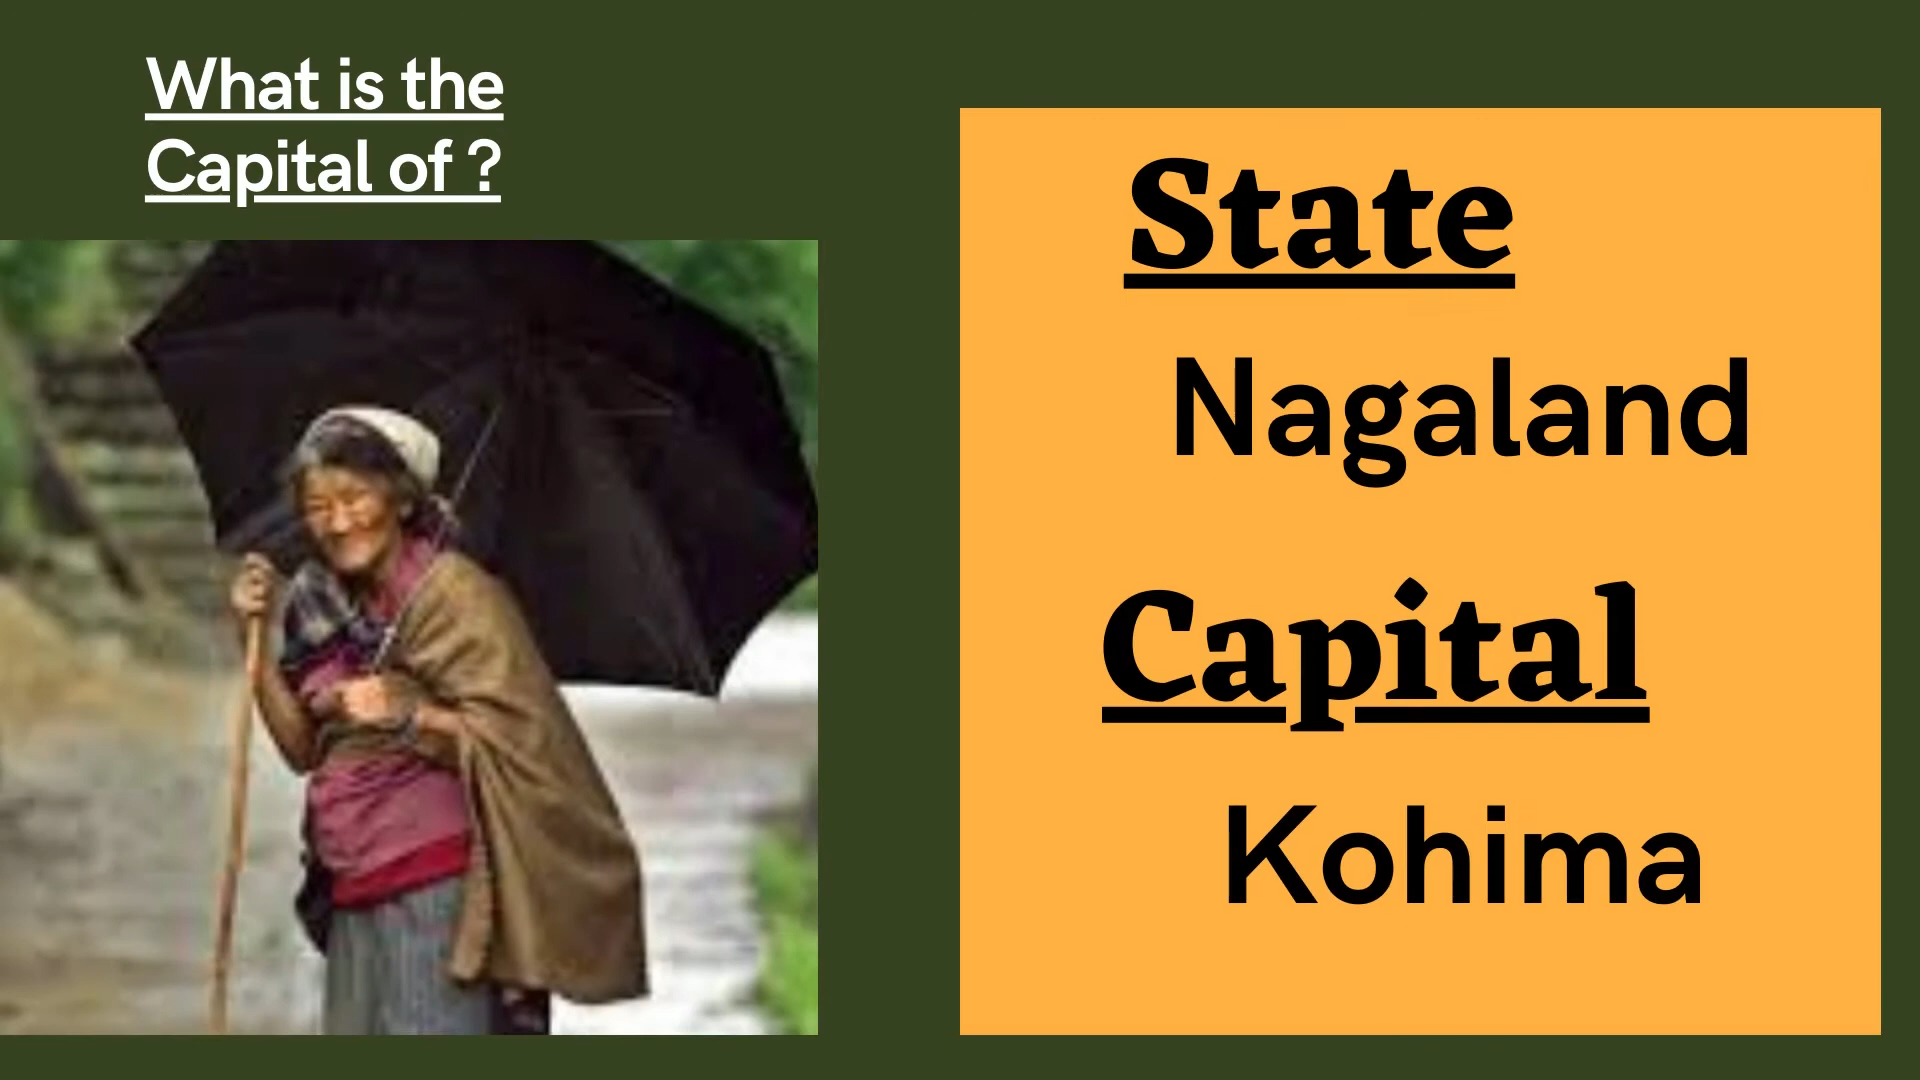 What is the
Capital of ?
State
Nagaland
Capital
Kohima